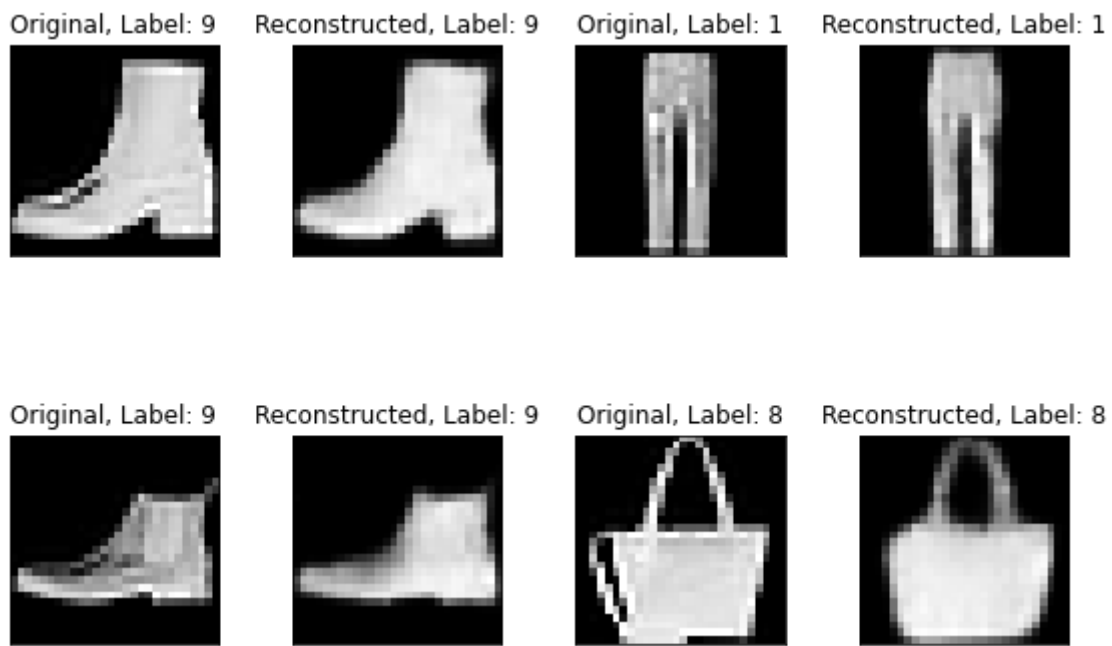 Original, Label: 9
Reconstructed, Label: 9
Original, Label: 1
Reconstructed, Label: 1
Original, Label: 9
Reconstructed, Label: 9
Original, Label: 8
Reconstructed, Label: 8